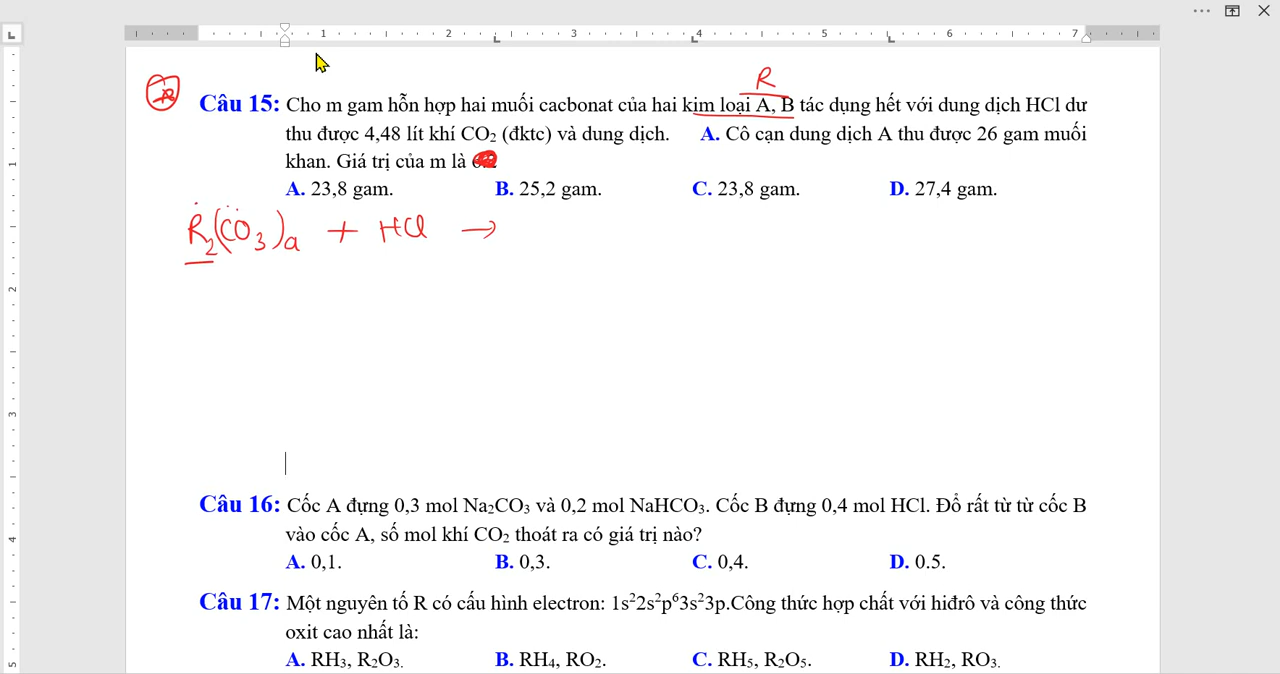 1 2 3 4 5 6 7
R
Câu 15: Cho m gam hỗn hợp hai muối cacbonat của hai kim loại A, B tác dụng hết với dung dịch HCl dư
thu được 4,48 lít khí CO₂ (đktc) và dung dịch. A. Cô cạn dung dịch A thu được 26 gam muối
khan. Giá trị của m là
A. 23,8 gam. B. 25,2 gam. C. 23,8 gam. D. 27,4 gam.
R₂(CO₃)ₐ + HCl →
Câu 16: Cốc A đựng 0,3 mol Na₂CO₃ và 0,2 mol NaHCO₃. Cốc B đựng 0,4 mol HCl. Đổ rất từ từ cốc B
vào cốc A, số mol khí CO₂ thoát ra có giá trị nào?
A. 0,1. B. 0,3. C. 0,4. D. 0.5.
Câu 17: Một nguyên tố R có cấu hình electron: 1s²2s²p⁶3s²3p.Công thức hợp chất với hiđrô và công thức
oxit cao nhất là:
A. RH₃, R₂O₃. B. RH₄, RO₂. C. RH₅, R₂O₅. D. RH₂, RO₃.